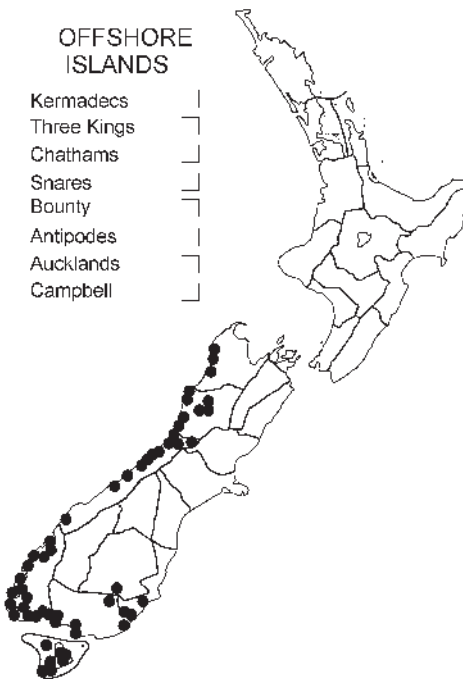 OFFSHORE
ISLANDS
Kermadecs
Three Kings
Chathams
Snares
Bounty
Antipodes
Aucklands
Campbell